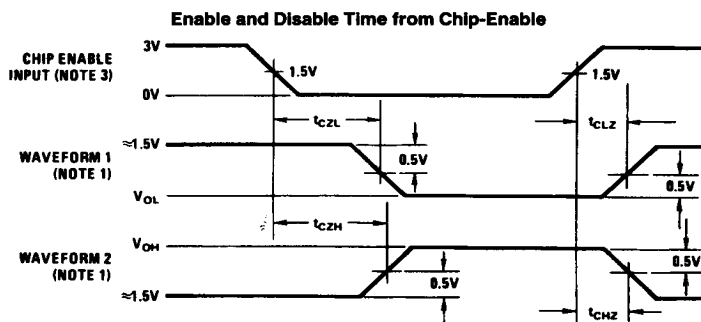 Enable and Disable Time from Chip-Enable
3V
CHIP ENABLE
INPUT (NOTE 3)
1.5V
1.5V
0V
tCZL
tCLZ
≈1.5V
WAVEFORM 1
(NOTE 1)
0.5V
0.5V
VOL
tCZH
VOH
WAVEFORM 2
(NOTE 1)
0.5V
0.5V
≈1.5V
tCHZ